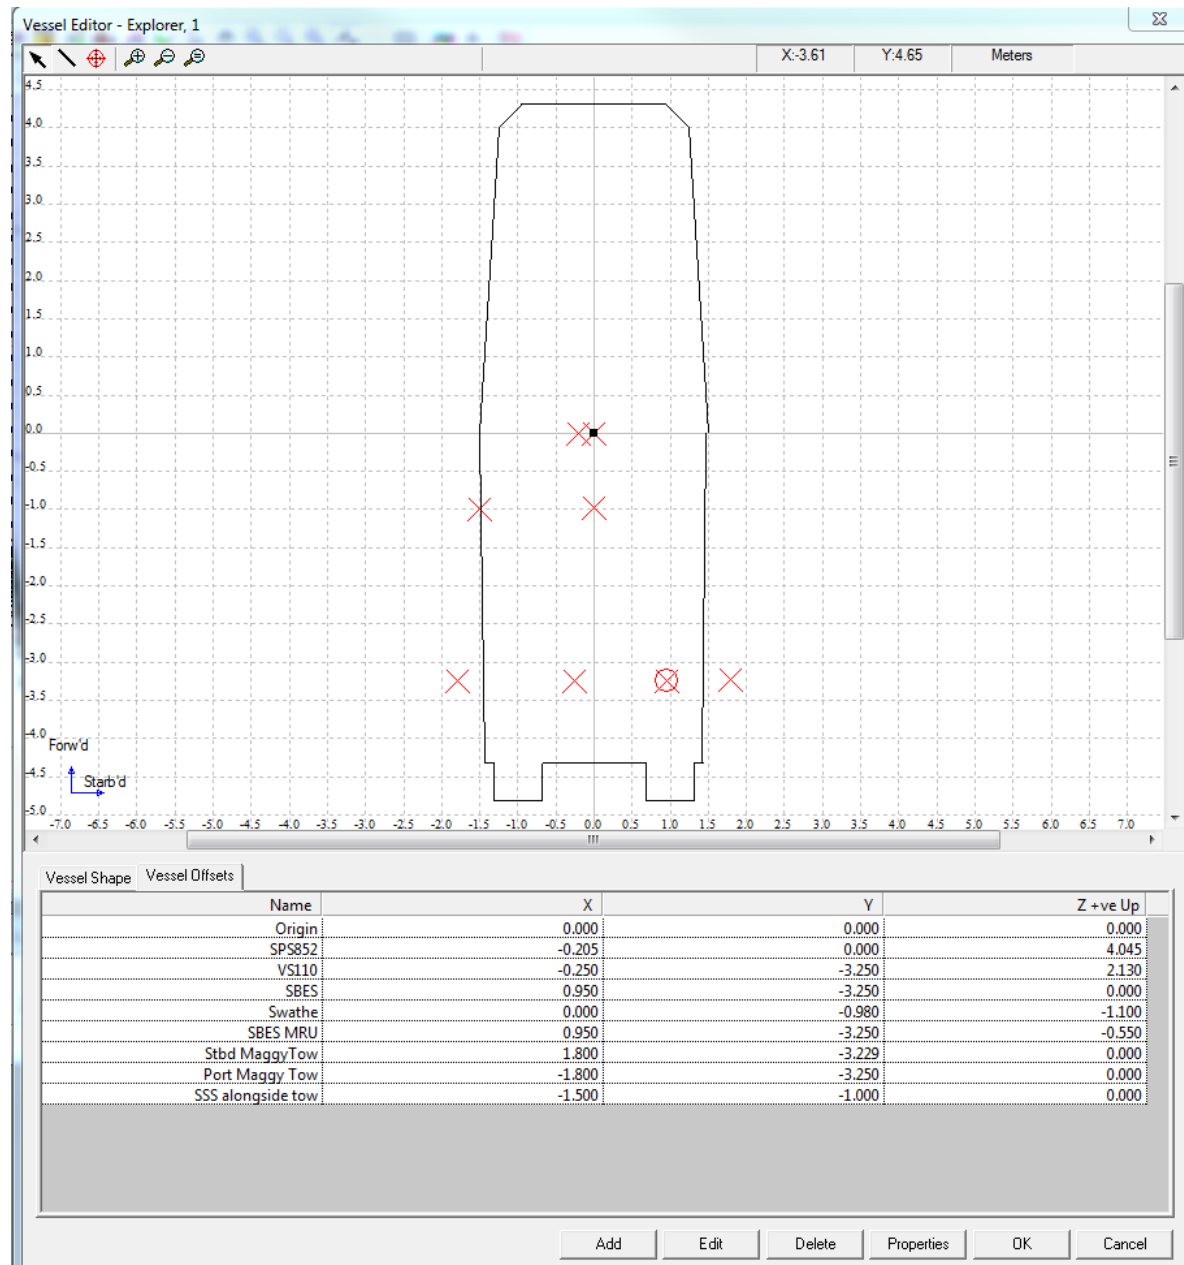 Vessel Editor - Explorer, 1
X:-3.61 Y:4.65 Meters
4.5
4.0
3.5
3.0
2.5
2.0
1.5
1.0
0.5
0.0
-0.5
-1.0
-1.5
-2.0
-2.5
-3.0
-3.5
-4.0
Forw'd
-4.5
Starb'd
-5.0
-7.0 -6.5 -6.0 -5.5 -5.0 -4.5 -4.0 -3.5 -3.0 -2.5 -2.0 -1.5 -1.0 -0.5 0.0 0.5 1.0 1.5 2.0 2.5 3.0 3.5 4.0 4.5 5.0 5.5 6.0 6.5 7.0
Vessel Shape Vessel Offsets
Name X Y Z +ve Up
Origin 0.000 0.000 0.000
SPS852 -0.205 0.000 4.045
VS110 -0.250 -3.250 2.130
SBES 0.950 -3.250 0.000
Swathe 0.000 -0.980 -1.100
SBES MRU 0.950 -3.250 -0.550
Stbd MaggyTow 1.800 -3.229 0.000
Port Maggy Tow -1.800 -3.250 0.000
SSS alongside tow -1.500 -1.000 0.000
Add Edit Delete Properties OK Cancel